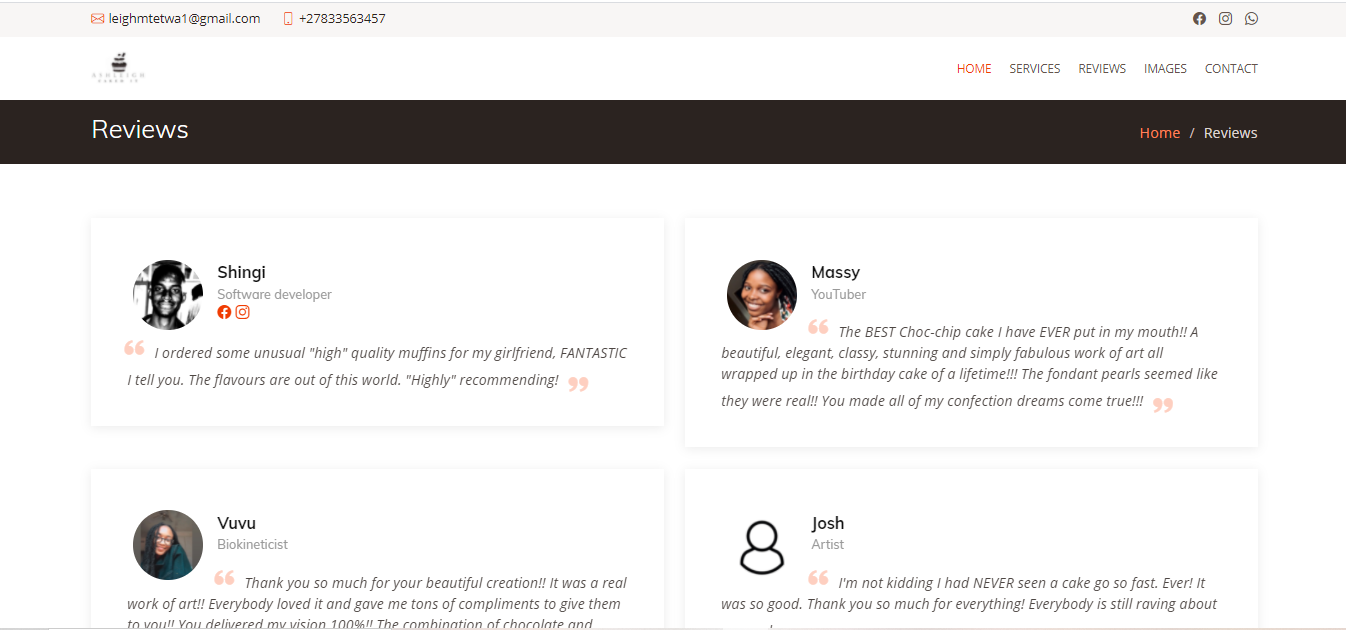 leighmtetwa1@gmail.com +27833563457
HOME SERVICES REVIEWS IMAGES CONTACT
Reviews
Home / Reviews
Shingi
Software developer
“ I ordered some unusual "high" quality muffins for my girlfriend, FANTASTIC
I tell you. The flavours are out of this world. "Highly" recommending! ”
Massy
YouTuber
“ The BEST Choc-chip cake I have EVER put in my mouth!! A
beautiful, elegant, classy, stunning and simply fabulous work of art all
wrapped up in the birthday cake of a lifetime!!! The fondant pearls seemed like
they were real!! You made all of my confection dreams come true!!! ”
Vuvu
Biokineticist
“ Thank you so much for your beautiful creation!! It was a real
work of art!! Everybody loved it and gave me tons of compliments to give them
to you!! You delivered my vision 100%!! The combination of chocolate and
Josh
Artist
“ I'm not kidding I had NEVER seen a cake go so fast. Ever! It
was so good. Thank you so much for everything! Everybody is still raving about